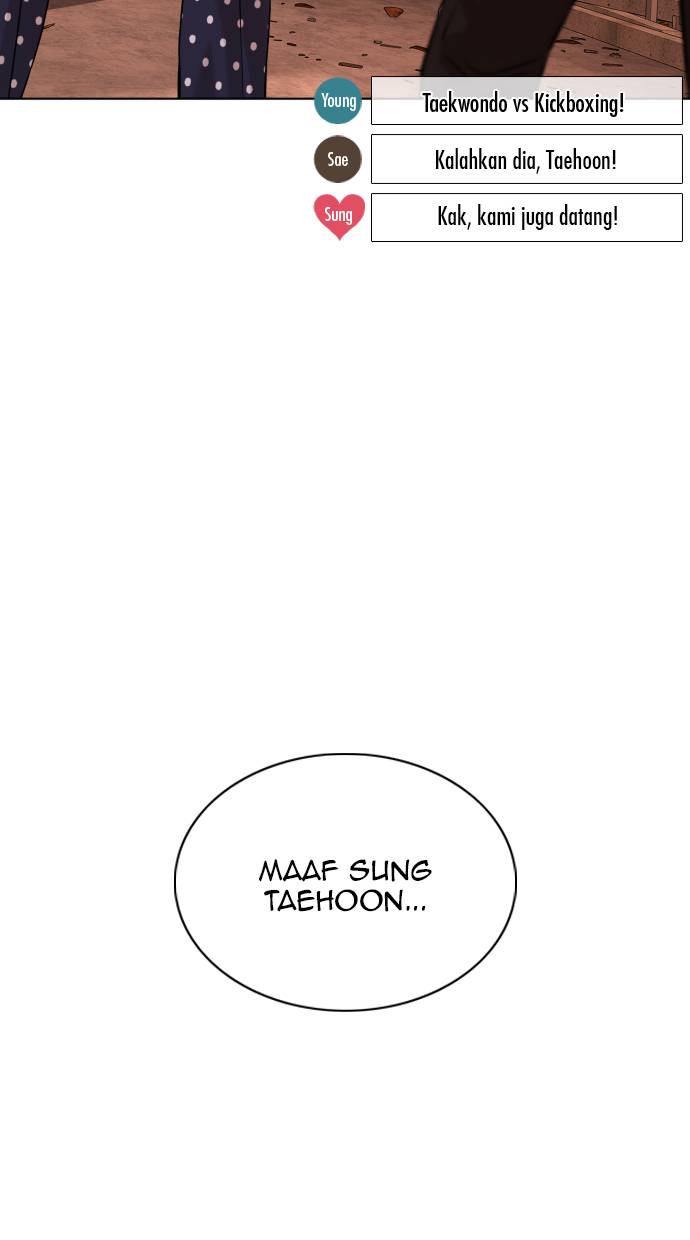 Young Taekwondo vs Kickboxing!
Sae Kalahkan dia, Taehoon!
Sung Kak, kami juga datang!
MAAF SUNG
TAEHOON...